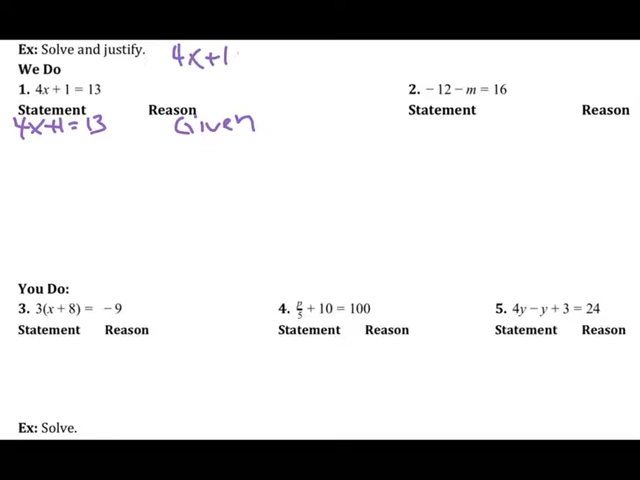 Ex: Solve and justify. 4x+1
We Do
1. 4x + 1 = 13 2. − 12 − m = 16
Statement Reason Statement Reason
4x+1=13 Given
You Do:
3. 3(x + 8) = − 9 4. p/5 + 10 = 100 5. 4y − y + 3 = 24
Statement Reason Statement Reason Statement Reason
Ex: Solve.